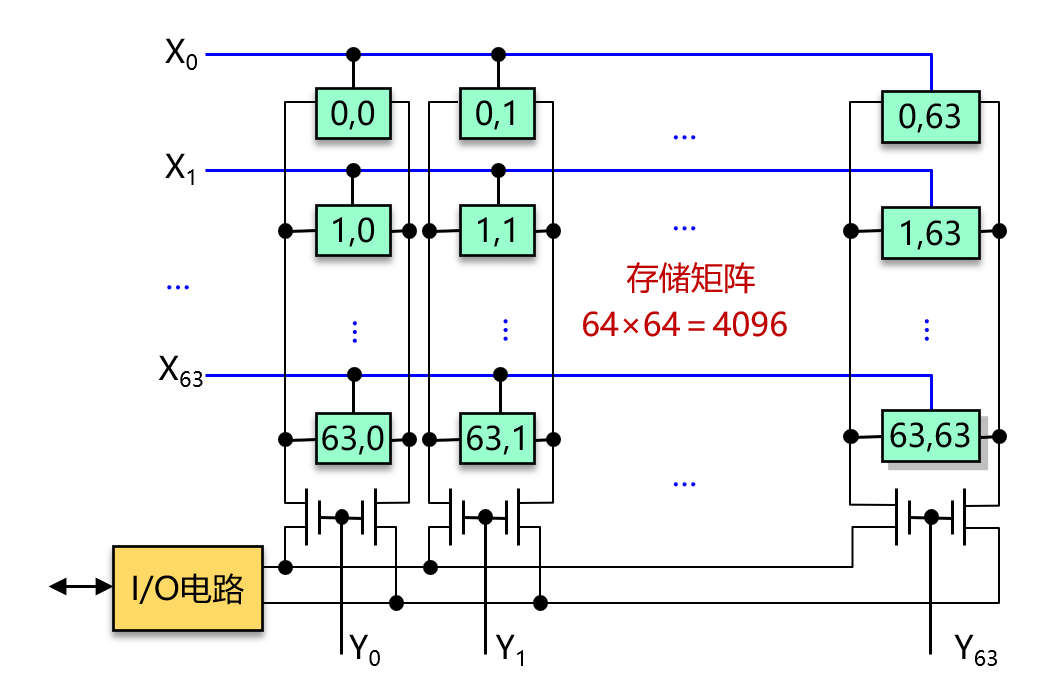 X₀
0,0
0,1
...
0,63
X₁
1,0
1,1
...
1,63
...
存储矩阵
64×64＝4096
⋮
⋮
⋮
X₆₃
63,0
63,1
63,63
...
I/O电路
Y₀
Y₁
Y₆₃